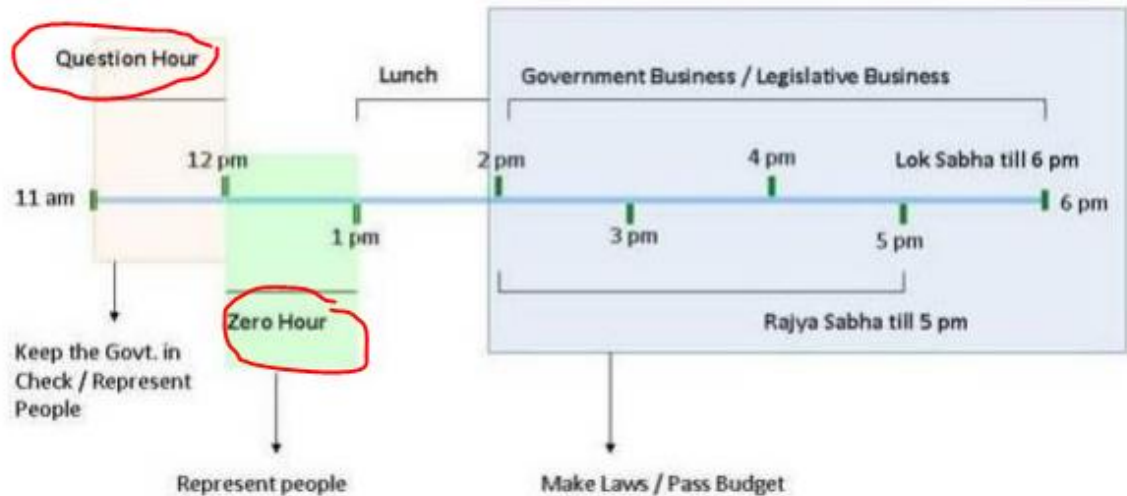 Question Hour
Lunch
Government Business / Legislative Business
12 pm
2 pm
4 pm
Lok Sabha till 6 pm
11 am
6 pm
1 pm
3 pm
5 pm
Zero Hour
Rajya Sabha till 5 pm
Keep the Govt. in
Check / Represent
People
Represent people
Make Laws / Pass Budget